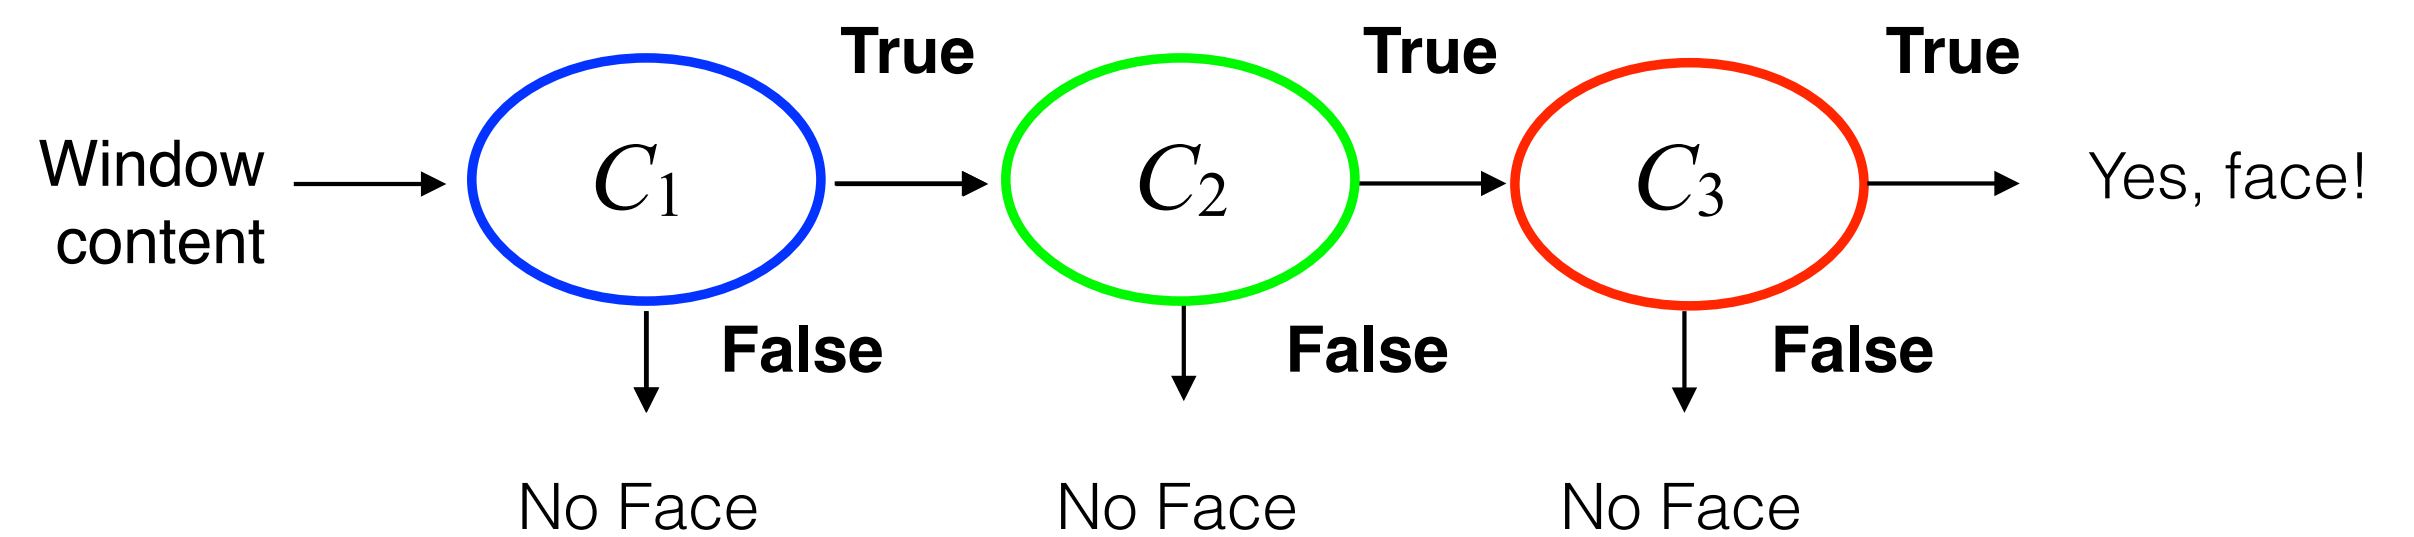 True True True
Window
content
C1 C2 C3 Yes, face!
False False False
No Face No Face No Face